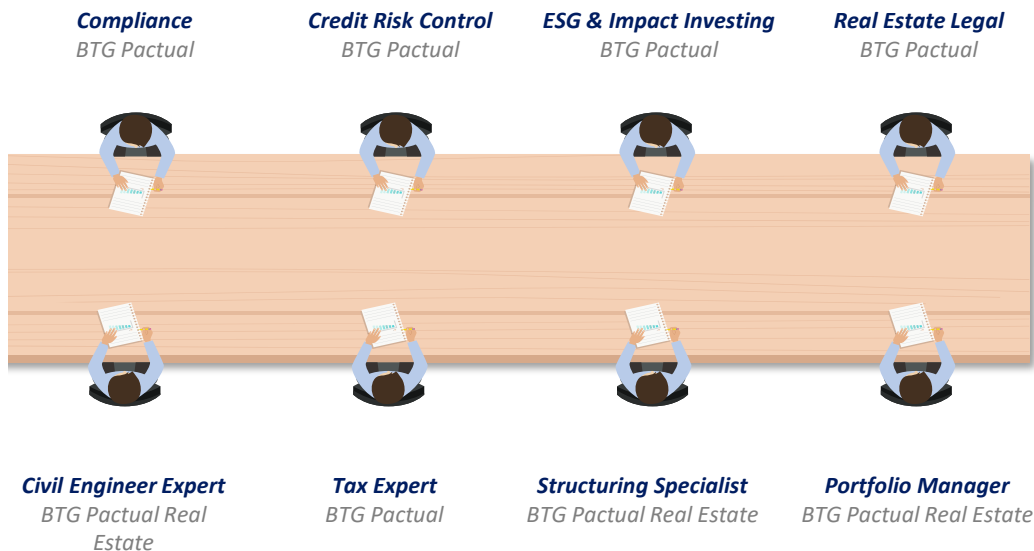 Compliance
BTG Pactual
Credit Risk Control
BTG Pactual
ESG & Impact Investing
BTG Pactual
Real Estate Legal
BTG Pactual
Civil Engineer Expert
BTG Pactual Real
Estate
Tax Expert
BTG Pactual
Structuring Specialist
BTG Pactual Real Estate
Portfolio Manager
BTG Pactual Real Estate